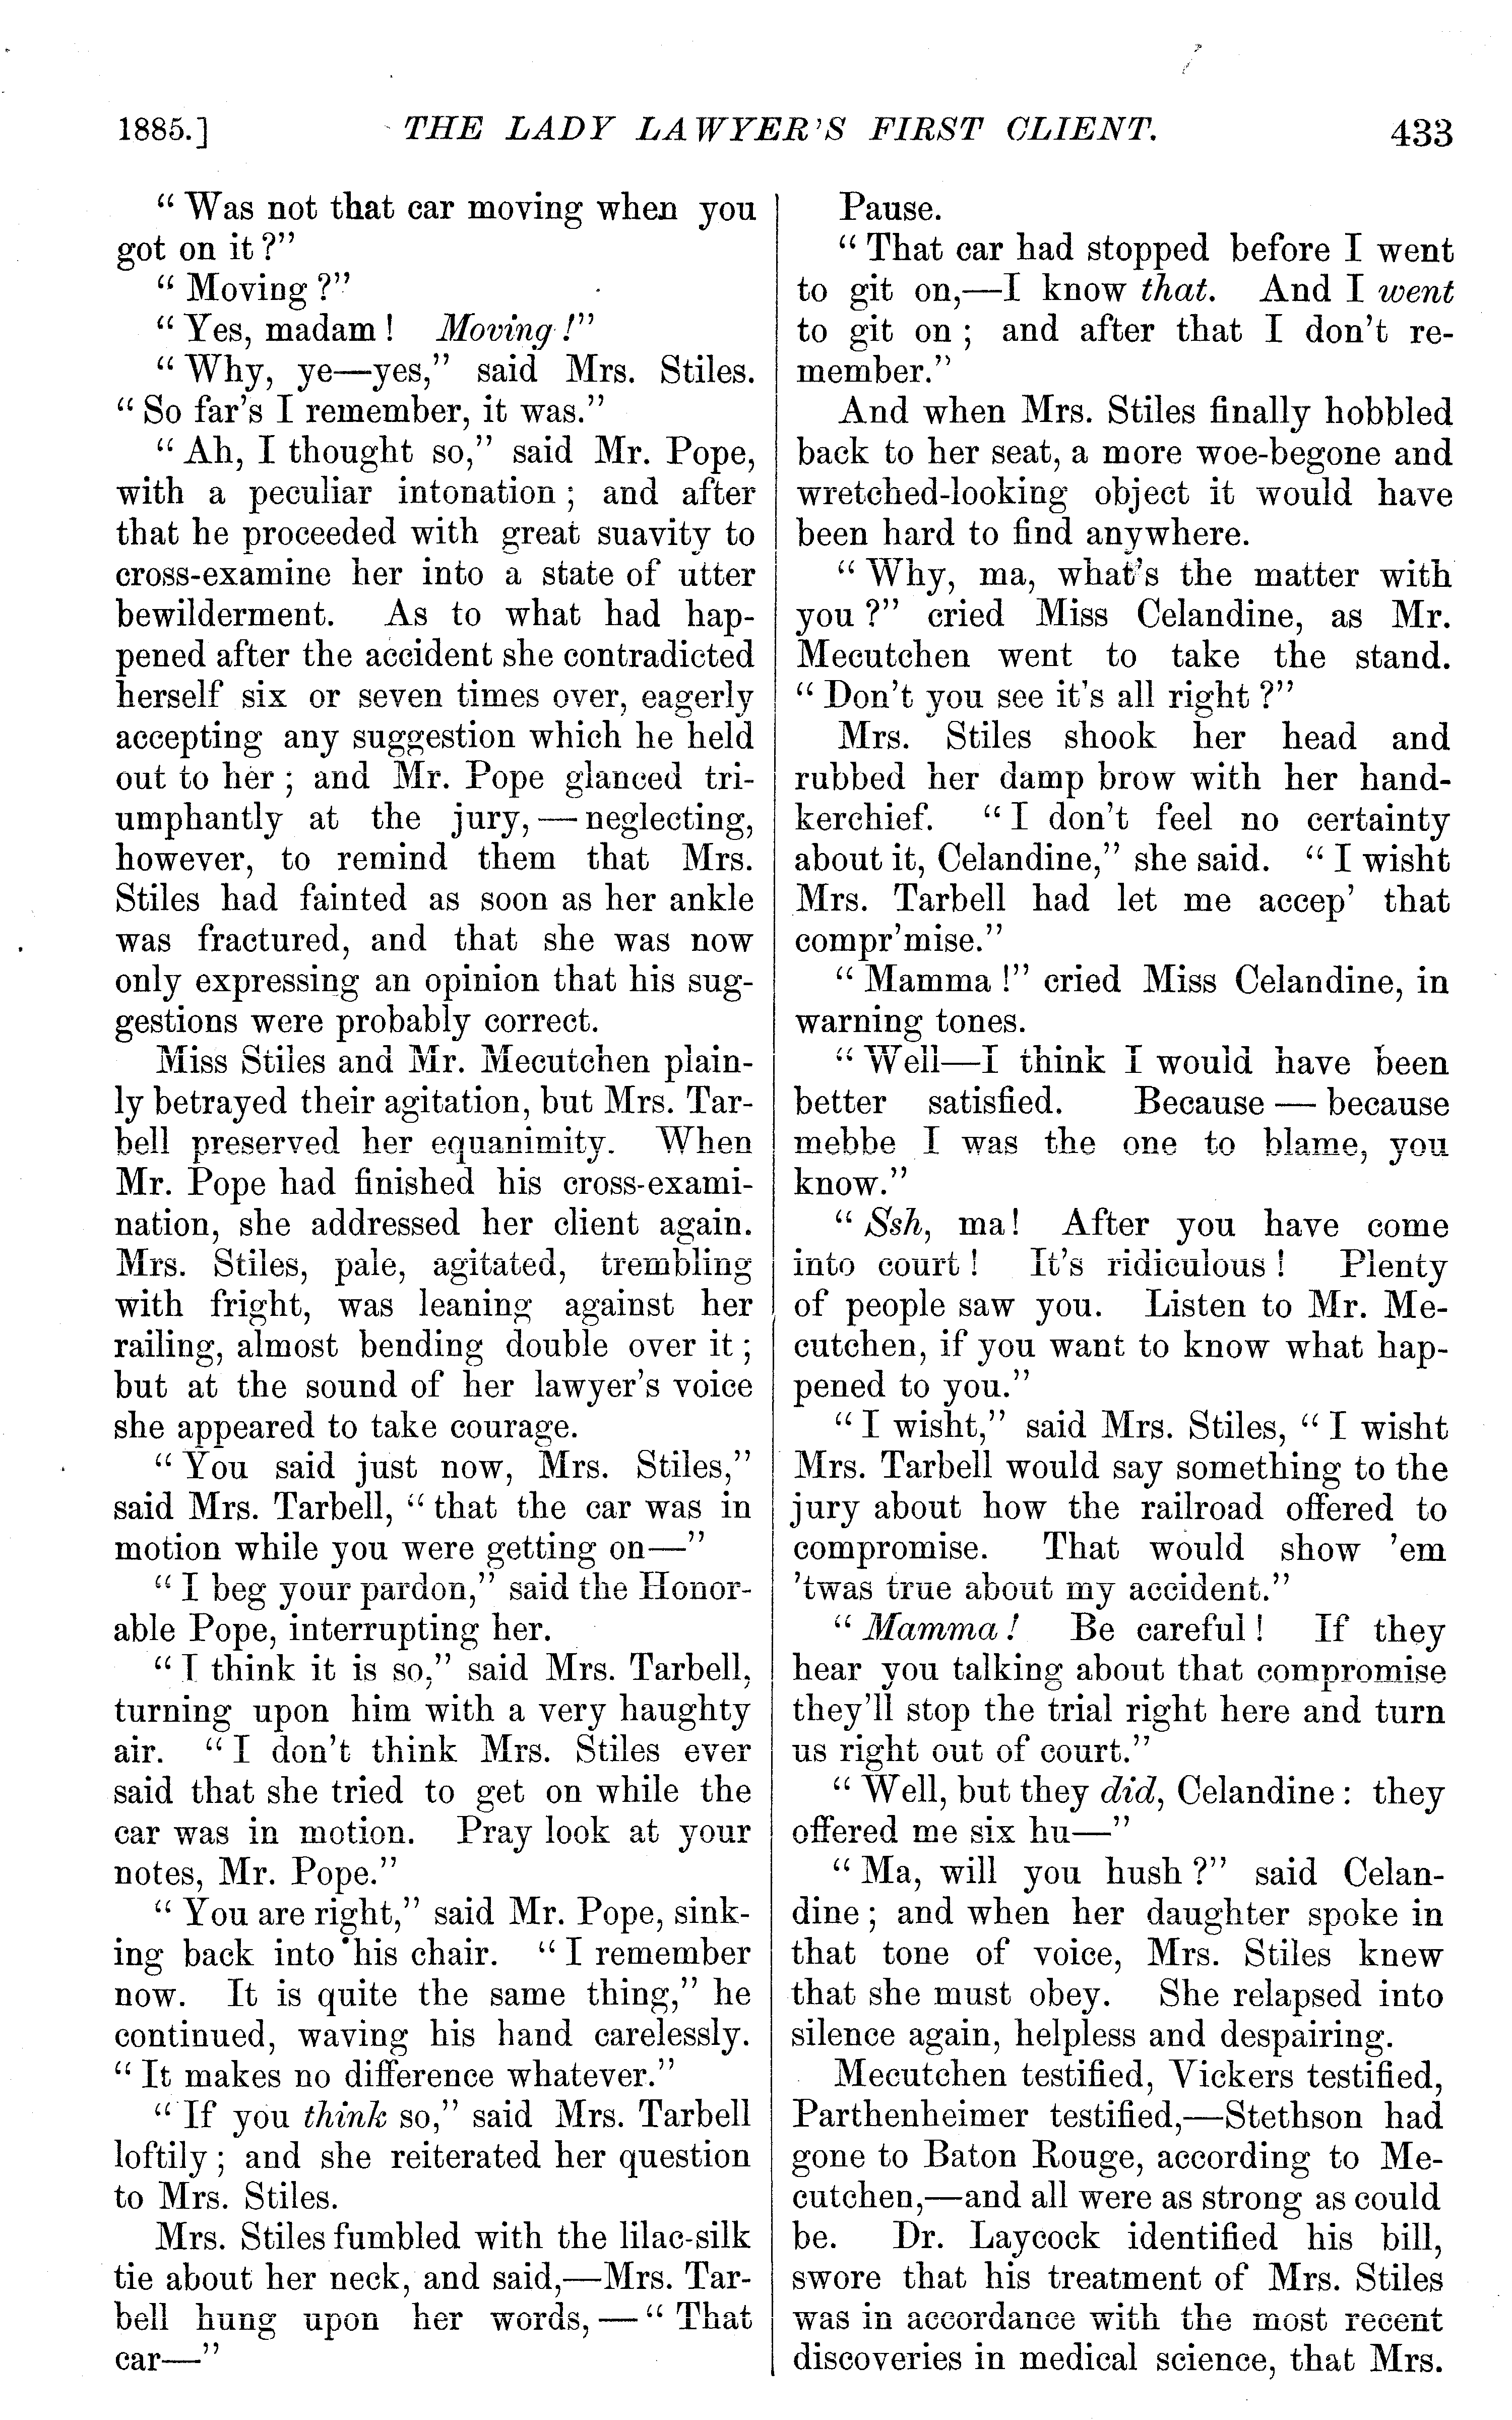 1885.] THE LADY LAWYER'S FIRST CLIENT. 433
“ Was not that car moving when you
got on it ?”
“ Moving ?”
“ Yes, madam ! Moving !”
“ Why, ye—yes,” said Mrs. Stiles.
“ So far's I remember, it was.”
“ Ah, I thought so,” said Mr. Pope,
with a peculiar intonation ; and after
that he proceeded with great suavity to
cross-examine her into a state of utter
bewilderment. As to what had hap-
pened after the accident she contradicted
herself six or seven times over, eagerly
accepting any suggestion which he held
out to her ; and Mr. Pope glanced tri-
umphantly at the jury, — neglecting,
however, to remind them that Mrs.
Stiles had fainted as soon as her ankle
was fractured, and that she was now
only expressing an opinion that his sug-
gestions were probably correct.
Miss Stiles and Mr. Mecutchen plain-
ly betrayed their agitation, but Mrs. Tar-
bell preserved her equanimity. When
Mr. Pope had finished his cross-exami-
nation, she addressed her client again.
Mrs. Stiles, pale, agitated, trembling
with fright, was leaning against her
railing, almost bending double over it ;
but at the sound of her lawyer's voice
she appeared to take courage.
“ You said just now, Mrs. Stiles,”
said Mrs. Tarbell, “ that the car was in
motion while you were getting on—”
“ I beg your pardon,” said the Honor-
able Pope, interrupting her.
“ I think it is so,” said Mrs. Tarbell,
turning upon him with a very haughty
air. “ I don't think Mrs. Stiles ever
said that she tried to get on while the
car was in motion. Pray look at your
notes, Mr. Pope.”
“ You are right,” said Mr. Pope, sink-
ing back into his chair. “ I remember
now. It is quite the same thing,” he
continued, waving his hand carelessly.
“ It makes no difference whatever.”
“ If you think so,” said Mrs. Tarbell
loftily ; and she reiterated her question
to Mrs. Stiles.
Mrs. Stiles fumbled with the lilac-silk
tie about her neck, and said,—Mrs. Tar-
bell hung upon her words, — “ That
car—”
Pause.
“ That car had stopped before I went
to git on,—I know that. And I went
to git on ; and after that I don't re-
member.”
And when Mrs. Stiles finally hobbled
back to her seat, a more woe-begone and
wretched-looking object it would have
been hard to find anywhere.
“ Why, ma, what's the matter with
you ?” cried Miss Celandine, as Mr.
Mecutchen went to take the stand.
“ Don't you see it's all right ?”
Mrs. Stiles shook her head and
rubbed her damp brow with her hand-
kerchief. “ I don't feel no certainty
about it, Celandine,” she said. “ I wisht
Mrs. Tarbell had let me accep' that
compr'mise.”
“ Mamma !” cried Miss Celandine, in
warning tones.
“ Well—I think I would have been
better satisfied. Because — because
mebbe I was the one to blame, you
know.”
“ Ssh, ma! After you have come
into court ! It's ridiculous ! Plenty
of people saw you. Listen to Mr. Me-
cutchen, if you want to know what hap-
pened to you.”
“ I wisht,” said Mrs. Stiles, “ I wisht
Mrs. Tarbell would say something to the
jury about how the railroad offered to
compromise. That would show 'em
'twas true about my accident.”
“ Mamma ! Be careful ! If they
hear you talking about that compromise
they'll stop the trial right here and turn
us right out of court.”
“ Well, but they did, Celandine : they
offered me six hu—”
“ Ma, will you hush ?” said Celan-
dine ; and when her daughter spoke in
that tone of voice, Mrs. Stiles knew
that she must obey. She relapsed into
silence again, helpless and despairing.
Mecutchen testified, Vickers testified,
Parthenheimer testified,—Stethson had
gone to Baton Rouge, according to Me-
cutchen,—and all were as strong as could
be. Dr. Laycock identified his bill,
swore that his treatment of Mrs. Stiles
was in accordance with the most recent
discoveries in medical science, that Mrs.